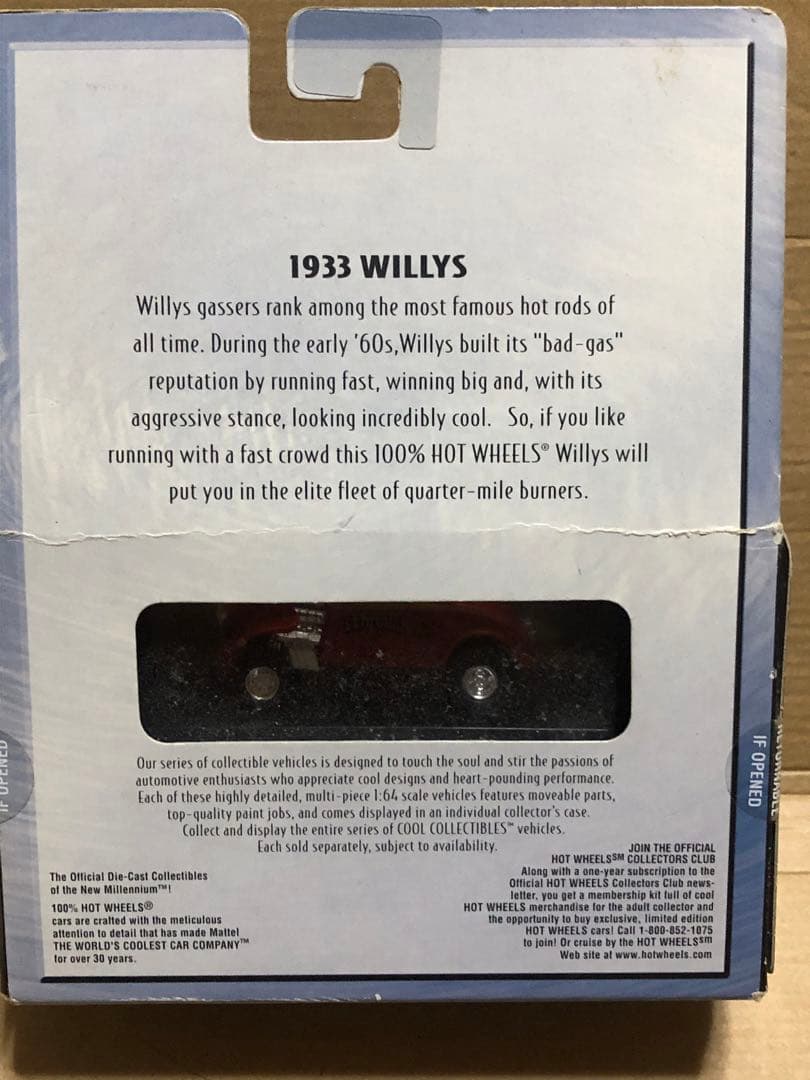 1933 WILLYS
Willys gassers rank among the most famous hot rods of
all time. During the early '60s,Willys built its "bad-gas"
reputation by running fast, winning big and, with its
aggressive stance, looking incredibly cool. So, if you like
running with a fast crowd this 100% HOT WHEELS® Willys will
put you in the elite fleet of quarter-mile burners.
Our series of collectible vehicles is designed to touch the soul and stir the passions of
automotive enthusiasts who appreciate cool designs and heart-pounding performance.
Each of these highly detailed, multi-piece 1:64 scale vehicles features moveable parts,
top-quality paint jobs, and comes displayed in an individual collector's case.
Collect and display the entire series of COOL COLLECTIBLES™ vehicles.
Each sold separately, subject to availability.
The Official Die-Cast Collectibles
of the New Millennium™!
100% HOT WHEELS®
cars are crafted with the meticulous
attention to detail that has made Mattel
THE WORLD'S COOLEST CAR COMPANY™
for over 30 years.
JOIN THE OFFICIAL
HOT WHEELSSM COLLECTORS CLUB
Along with a one-year subscription to the
Official HOT WHEELS Collectors Club news-
letter, you get a membership kit full of cool
HOT WHEELS merchandise for the adult collector and
the opportunity to buy exclusive, limited edition
HOT WHEELS cars! Call 1-800-852-1075
to join! Or cruise by the HOT WHEELSsm
Web site at www.hotwheels.com
IF OPENED
IF OPENED